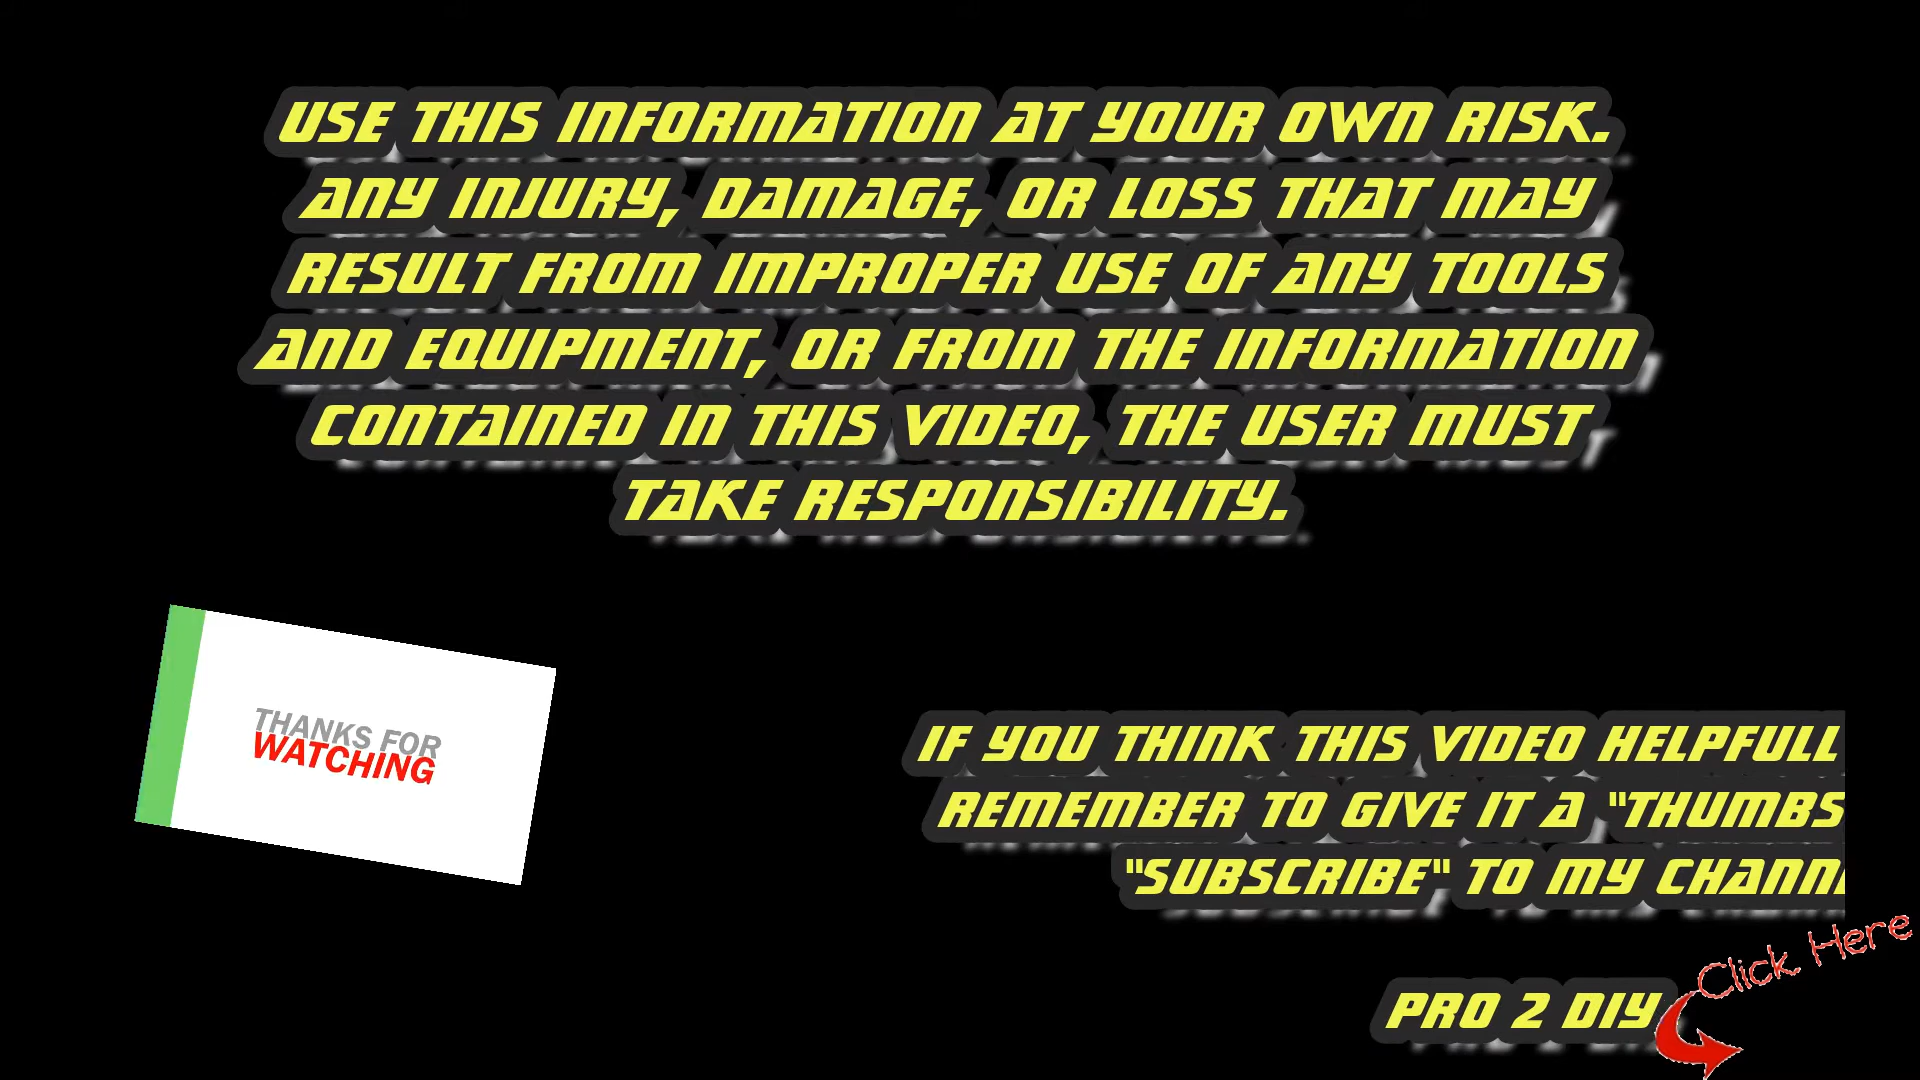 USE THIS INFORMATION AT YOUR OWN RISK.
ANY INJURY, DAMAGE, OR LOSS THAT MAY
RESULT FROM IMPROPER USE OF ANY TOOLS
AND EQUIPMENT, OR FROM THE INFORMATION
CONTAINED IN THIS VIDEO, THE USER MUST
TAKE RESPONSIBILITY.
THANKS FOR
WATCHING
IF YOU THINK THIS VIDEO HELPFULL
REMEMBER TO GIVE IT A "THUMBS
"SUBSCRIBE" TO MY
Click Here
PRO 2 DIY